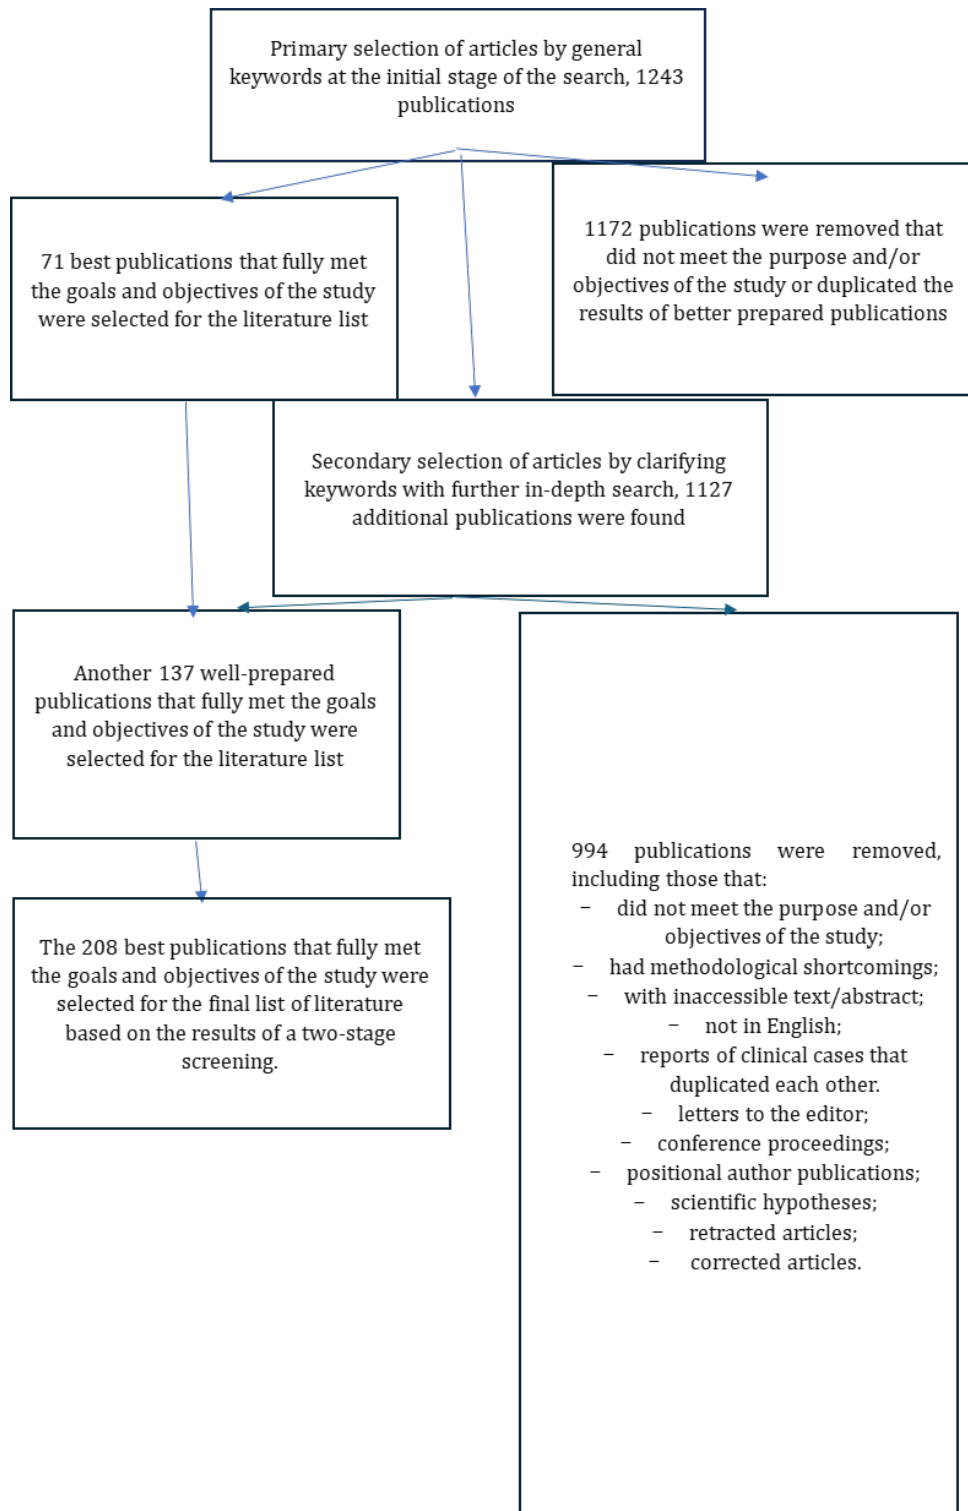 Primary selection of articles by general
keywords at the initial stage of the search, 1243
publications
71 best publications that fully met
the goals and objectives of the study
were selected for the literature list
1172 publications were removed that
did not meet the purpose and/or
objectives of the study or duplicated the
results of better prepared publications
Secondary selection of articles by clarifying
keywords with further in-depth search, 1127
additional publications were found
Another 137 well-prepared
publications that fully met the goals
and objectives of the study were
selected for the literature list
994 publications were removed,
including those that:
− did not meet the purpose and/or
objectives of the study;
− had methodological shortcomings;
− with inaccessible text/abstract;
− not in English;
− reports of clinical cases that
duplicated each other.
− letters to the editor;
− conference proceedings;
− positional author publications;
− scientific hypotheses;
− retracted articles;
− corrected articles.
The 208 best publications that fully met
the goals and objectives of the study were
selected for the final list of literature
based on the results of a two-stage
screening.